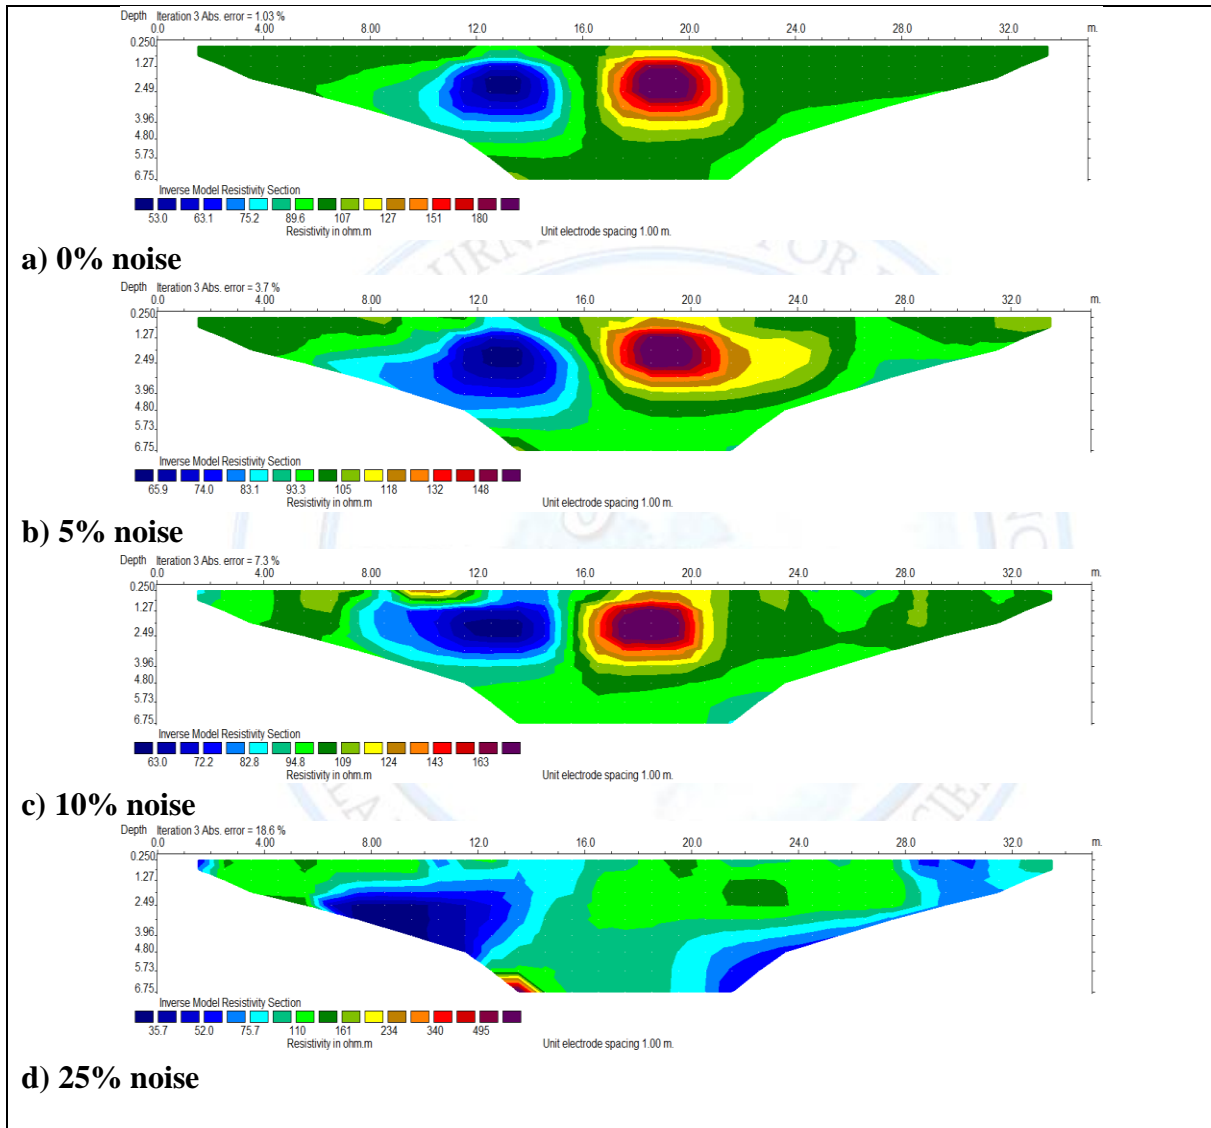 Depth Iteration 3 Abs. error = 1.03 %
0.0 4.00 8.00 12.0 16.0 20.0 24.0 28.0 32.0 m.
0.250
1.27
2.49
3.96
4.80
5.73
6.75
Inverse Model Resistivity Section
53.0 63.1 75.2 89.6 107 127 151 180
Resistivity in ohm.m Unit electrode spacing 1.00 m.
a) 0% noise
Depth Iteration 3 Abs. error = 3.7 %
0.0 4.00 8.00 12.0 16.0 20.0 24.0 28.0 32.0 m.
0.250
1.27
2.49
3.96
4.80
5.73
6.75
Inverse Model Resistivity Section
65.9 74.0 83.1 93.3 105 118 132 148
Resistivity in ohm.m Unit electrode spacing 1.00 m.
b) 5% noise
Depth Iteration 3 Abs. error = 7.3 %
0.0 4.00 8.00 12.0 16.0 20.0 24.0 28.0 32.0 m.
0.250
1.27
2.49
3.96
4.80
5.73
6.75
Inverse Model Resistivity Section
63.0 72.2 82.8 94.8 109 124 143 163
Resistivity in ohm.m Unit electrode spacing 1.00 m.
c) 10% noise
Depth Iteration 3 Abs. error = 18.6 %
0.0 4.00 8.00 12.0 16.0 20.0 24.0 28.0 32.0 m.
0.250
1.27
2.49
3.96
4.80
5.73
6.75
Inverse Model Resistivity Section
35.7 52.0 75.7 110 161 234 340 495
Resistivity in ohm.m Unit electrode spacing 1.00 m.
d) 25% noise